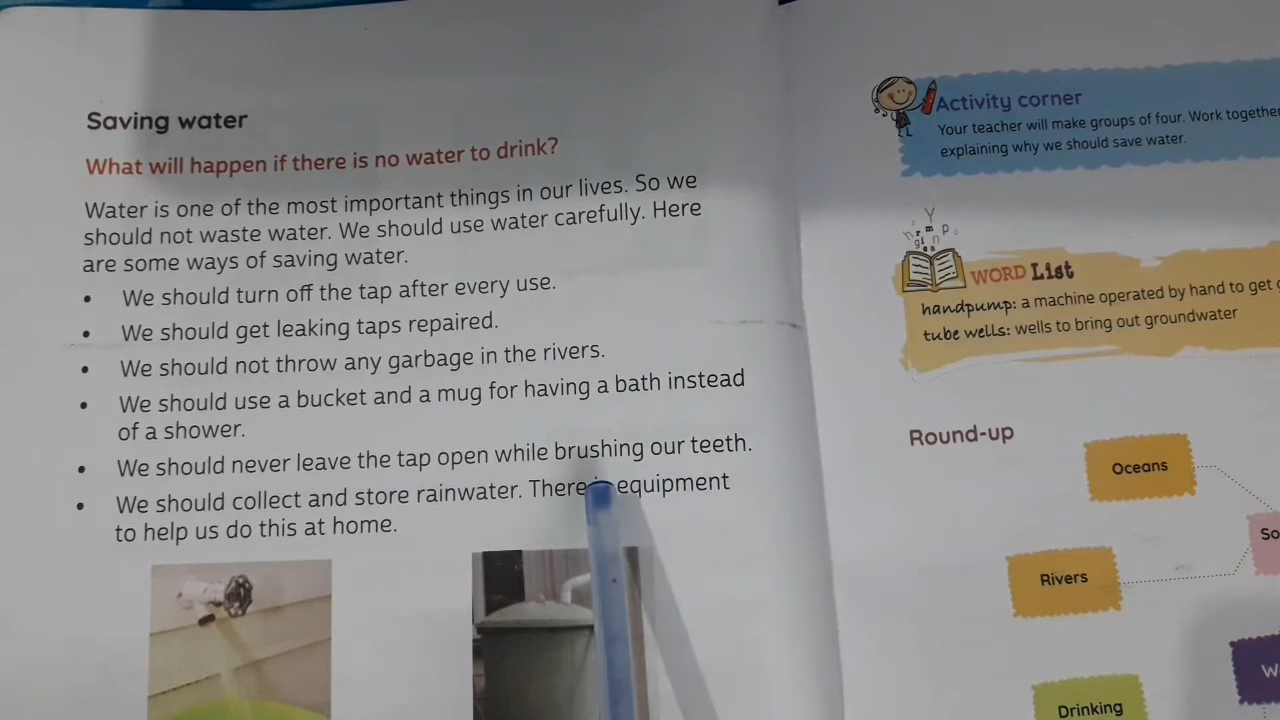 Saving water
What will happen if there is no water to drink?
Water is one of the most important things in our lives. So we
should not waste water. We should use water carefully. Here
are some ways of saving water.
• We should turn off the tap after every use.
• We should get leaking taps repaired.
• We should not throw any garbage in the rivers.
• We should use a bucket and a mug for having a bath instead
of a shower.
• We should never leave the tap open while brushing our teeth.
• We should collect and store rainwater. There equipment
to help us do this at home.
Activity corner
Your teacher will make groups of four. Work together
explaining why we should save water.
WORD List
handpump: a machine operated by hand to get
tube wells: wells to bring out groundwater
Round-up
Oceans
Rivers
Drinking